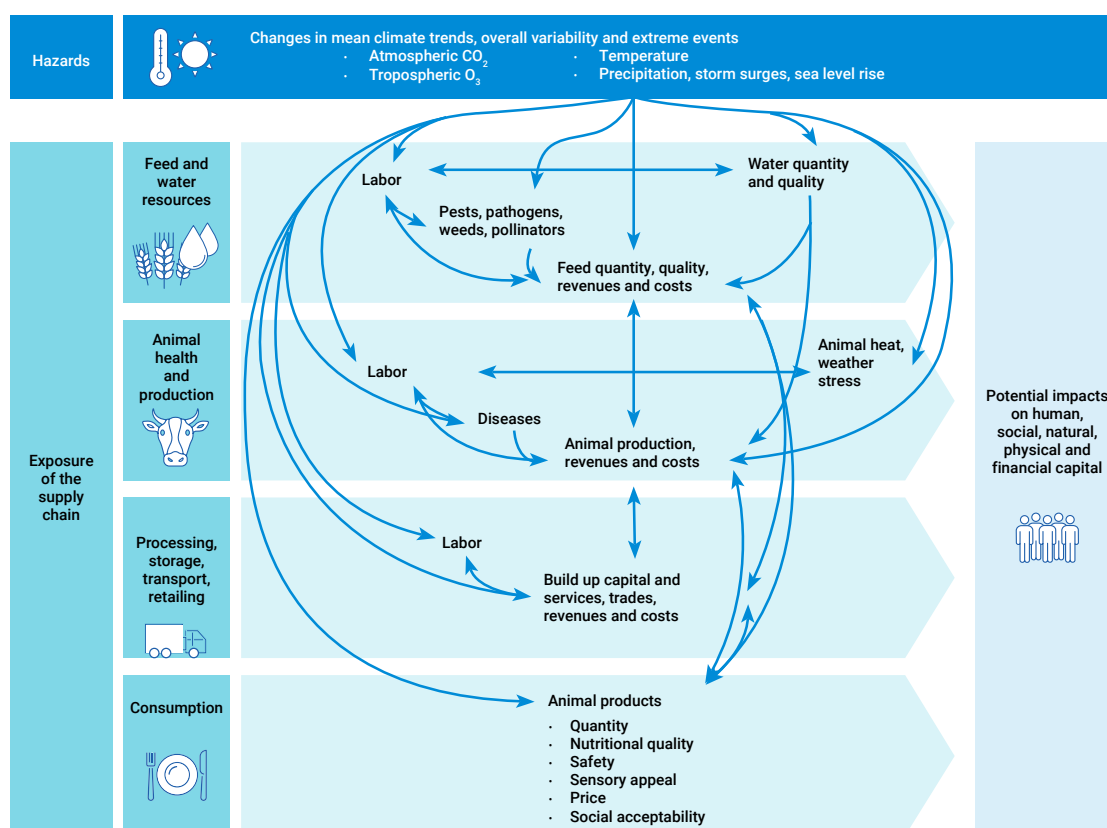 Hazards
Changes in mean climate trends, overall variability and extreme events
· Atmospheric CO2
· Tropospheric O3
· Temperature
· Precipitation, storm surges, sea level rise
Exposure
of the
supply
chain
Feed and
water
resources
Labor
Water quantity
and quality
Pests, pathogens,
weeds, pollinators
Feed quantity, quality,
revenues and costs
Animal
health
and
production
Labor
Animal heat,
weather
stress
Diseases
Animal production,
revenues and costs
Processing,
storage,
transport,
retailing
Labor
Build up capital and
services, trades,
revenues and costs
Consumption
Animal products
· Quantity
· Nutritional quality
· Safety
· Sensory appeal
· Price
· Social acceptability
Potential impacts
on human,
social, natural,
physical and
financial capital